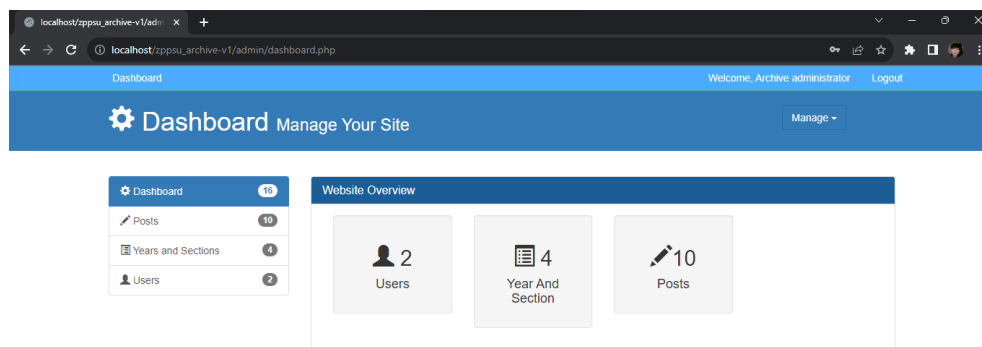 localhost/zppsu_archive-v1/adm
localhost/zppsu_archive-v1/admin/dashboard.php
Dashboard Welcome, Archive administrator Logout
Dashboard Manage Your Site Manage
Dashboard 16
Posts 10
Years and Sections 4
Users 2
Website Overview
2
Users
4
Year And
Section
10
Posts